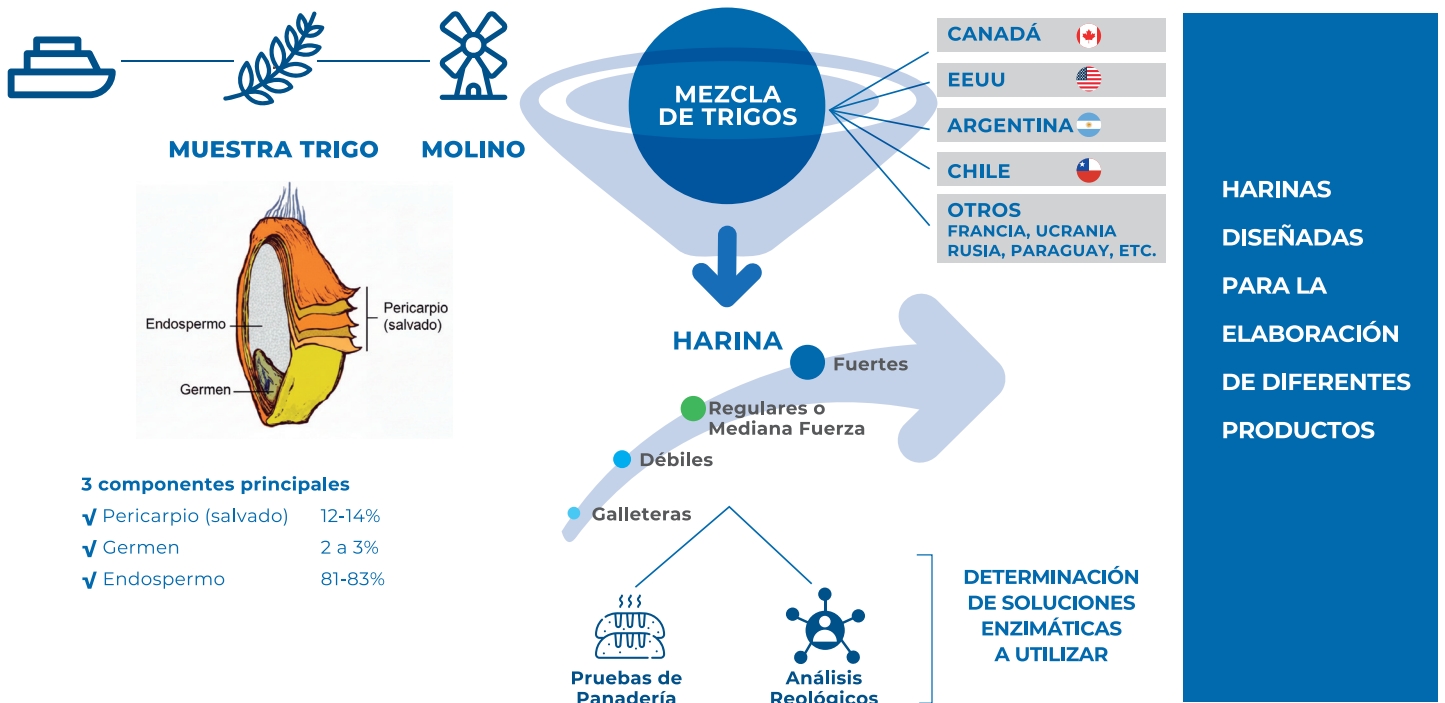 MUESTRA TRIGO
MOLINO
Endospermo
Pericarpio
(salvado)
Germen
3 componentes principales
√ Pericarpio (salvado) 12-14%
√ Germen 2 a 3%
√ Endospermo 81-83%
MEZCLA
DE TRIGOS
CANADÁ
EEUU
ARGENTINA
CHILE
OTROS
FRANCIA, UCRANIA
RUSIA, PARAGUAY, ETC.
HARINA
Fuertes
Regulares o
Mediana Fuerza
Débiles
Galleteras
Pruebas de
Panadería
Análisis
Reológicos
DETERMINACIÓN
DE SOLUCIONES
ENZIMÁTICAS
A UTILIZAR
HARINAS
DISEÑADAS
PARA LA
ELABORACIÓN
DE DIFERENTES
PRODUCTOS